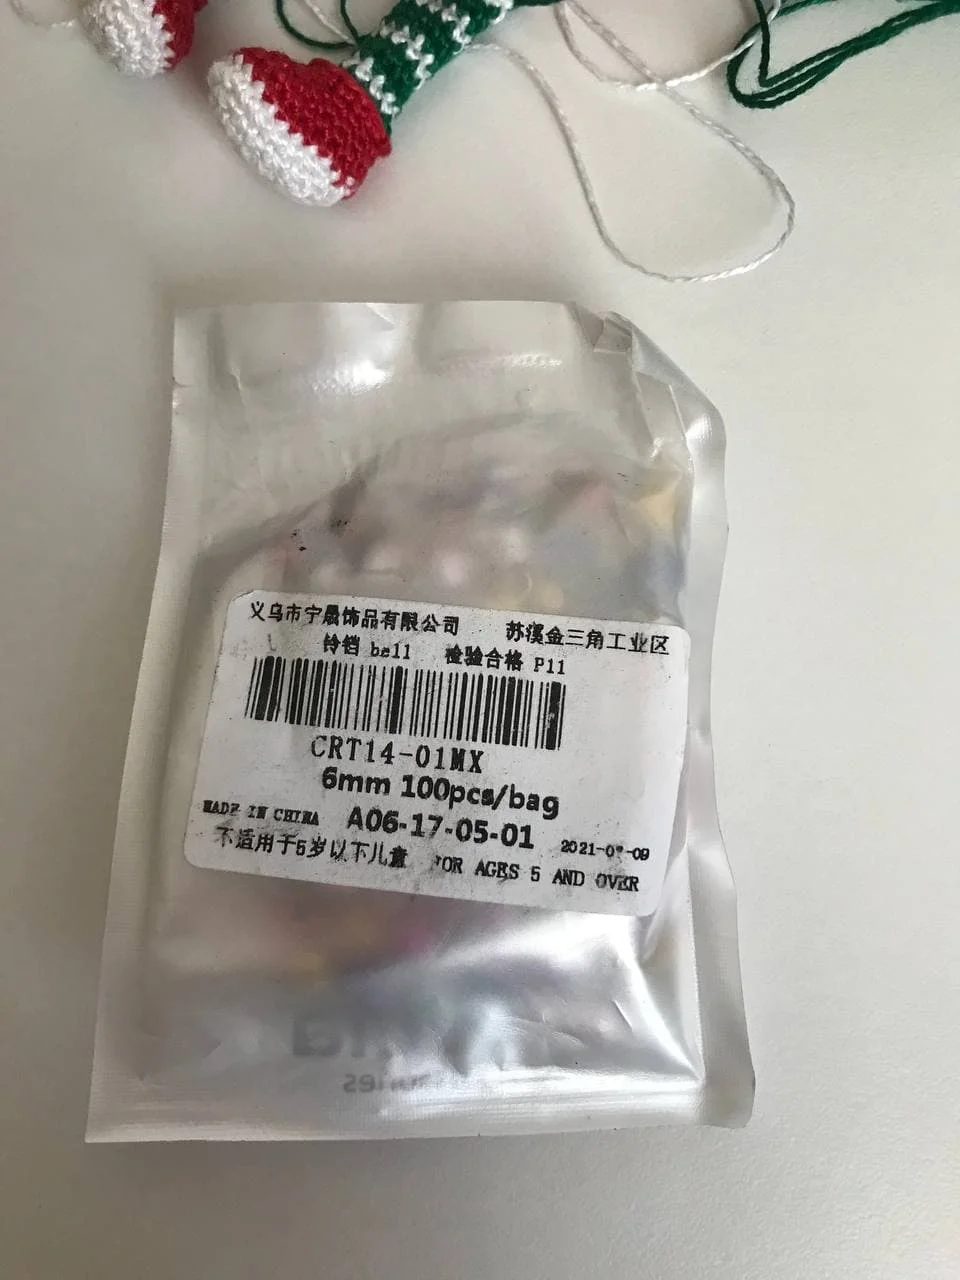 义乌市宁晟饰品有限公司 苏溪金三角工业区
铃铛 bell 检验合格 P11
CRT14-01MX
6mm 100pcs/bag
MADE IN CHINA A06-17-05-01
不适用于5岁以下儿童 FOR AGES 5 AND OVER